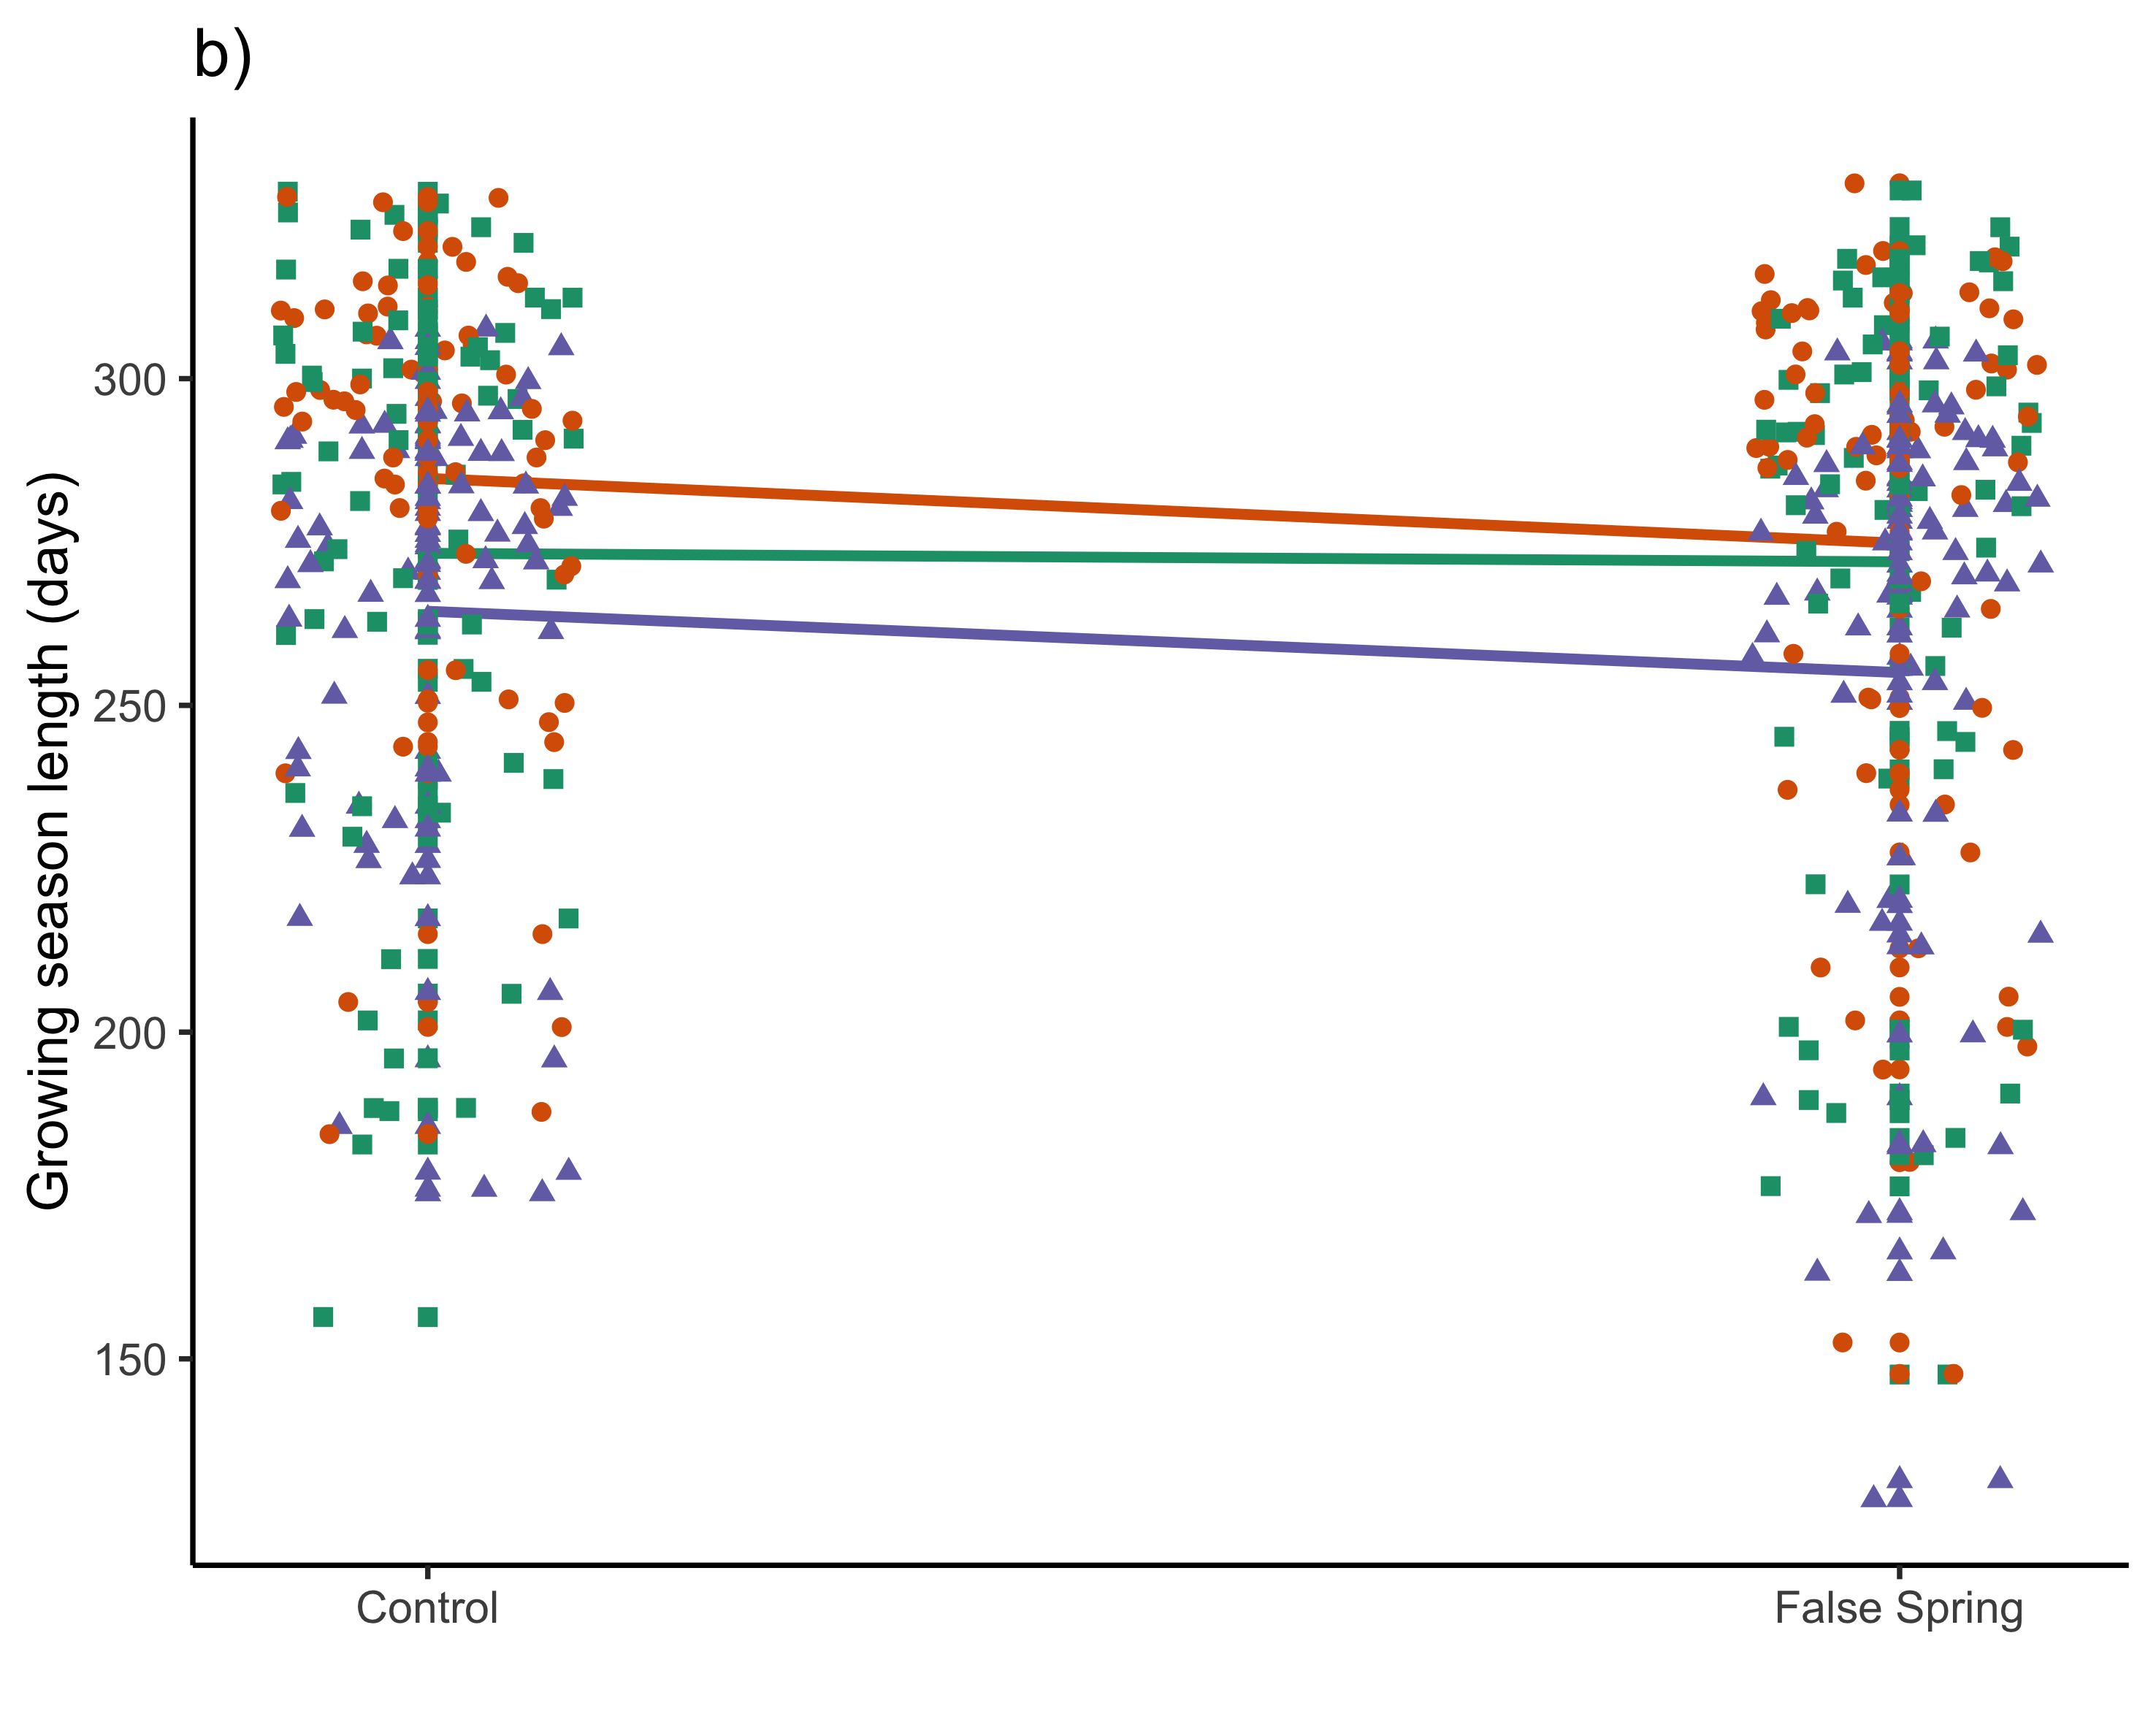 b)
Growing season length (days)
300
250
200
150
Control
False Spring